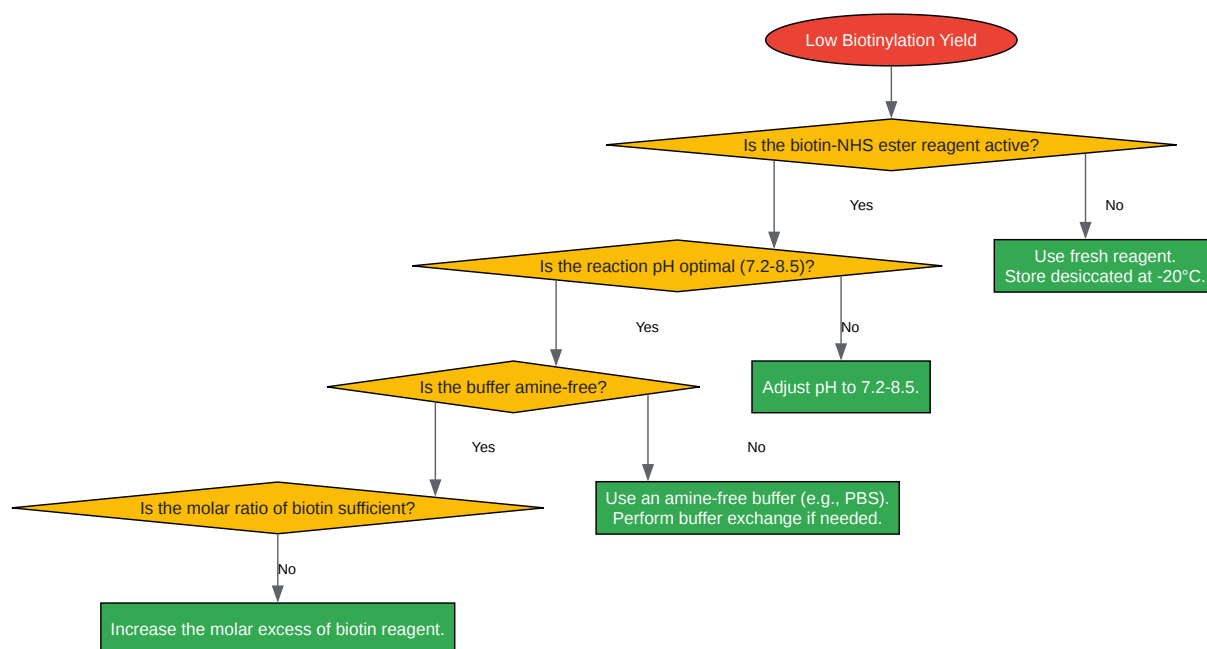 Low Biotinylation Yield
Is the biotin-NHS ester reagent active?
Yes
No
Is the reaction pH optimal (7.2-8.5)?
Use fresh reagent.
Store desiccated at -20°C.
Yes
No
Is the buffer amine-free?
Adjust pH to 7.2-8.5.
Yes
No
Is the molar ratio of biotin sufficient?
Use an amine-free buffer (e.g., PBS).
Perform buffer exchange if needed.
No
Increase the molar excess of biotin reagent.